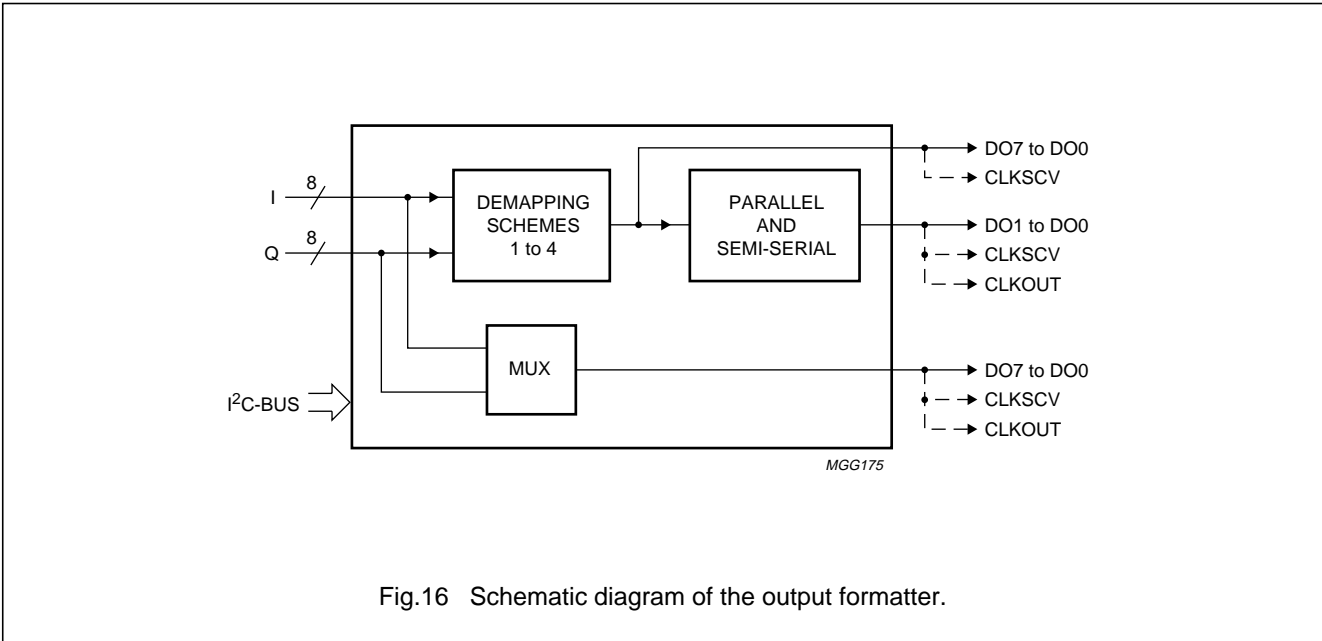 8
I
8
Q
I²C-BUS
DEMAPPING
SCHEMES
1 to 4
PARALLEL
AND
SEMI-SERIAL
MUX
DO7 to DO0
CLKSCV
DO1 to DO0
CLKSCV
CLKOUT
DO7 to DO0
CLKSCV
CLKOUT
MGG175
Fig.16 Schematic diagram of the output formatter.